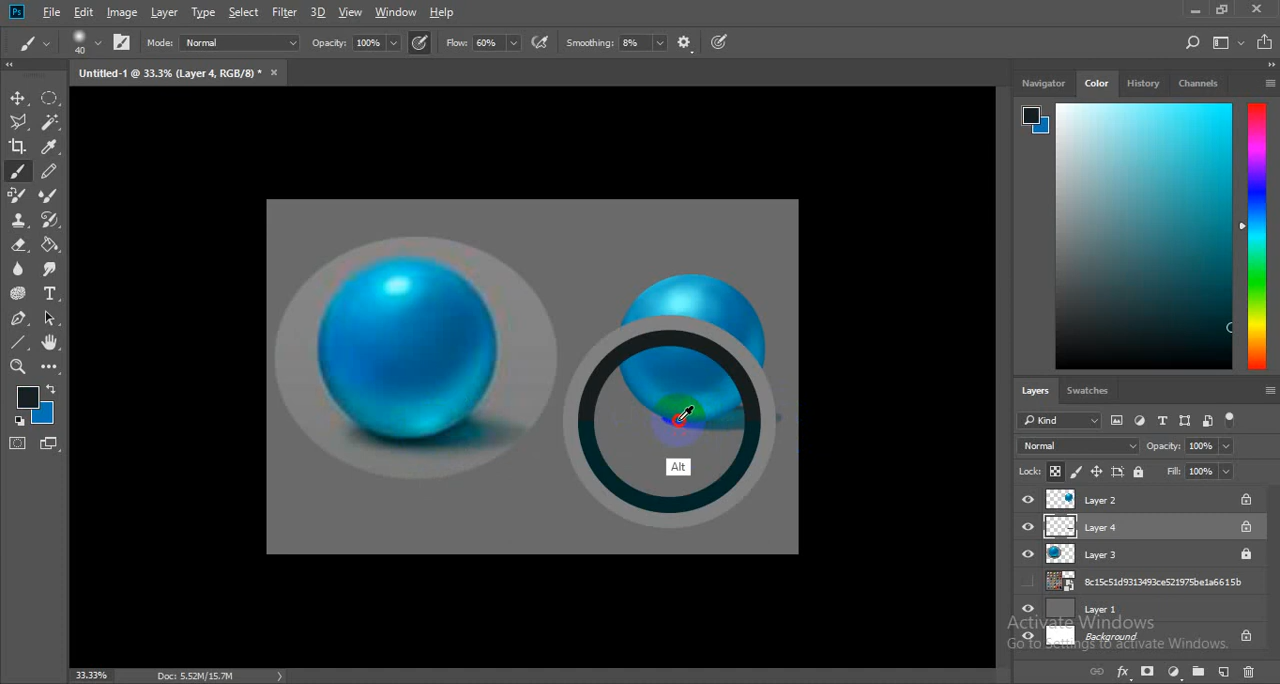 Ps File Edit Image Layer Type Select Filter 3D View Window Help
40 Mode: Normal Opacity: 100% Flow: 60% Smoothing: 8%
Untitled-1 @ 33.3% (Layer 4, RGB/8) * ×
Navigator Color History Channels
Alt
Layers Swatches
Kind
Normal Opacity: 100%
Lock: Fill: 100%
Layer 2
Layer 4
Layer 3
8c15c51d9313493ce521975be1a6615b
Layer 1
Background
Activate Windows
Go to Settings to activate Windows.
33.33% Doc: 5.52M/15.7M